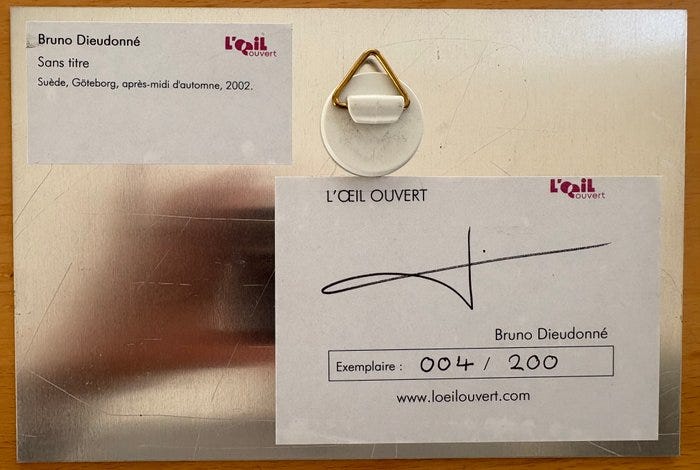 Bruno Dieudonné
L'Œil
ouvert
Sans titre
Suède, Göteborg, après-midi d'automne, 2002.
L'ŒIL OUVERT
L'Œil
ouvert
Bruno Dieudonné
Exemplaire : 004 / 200
www.loeilouvert.com